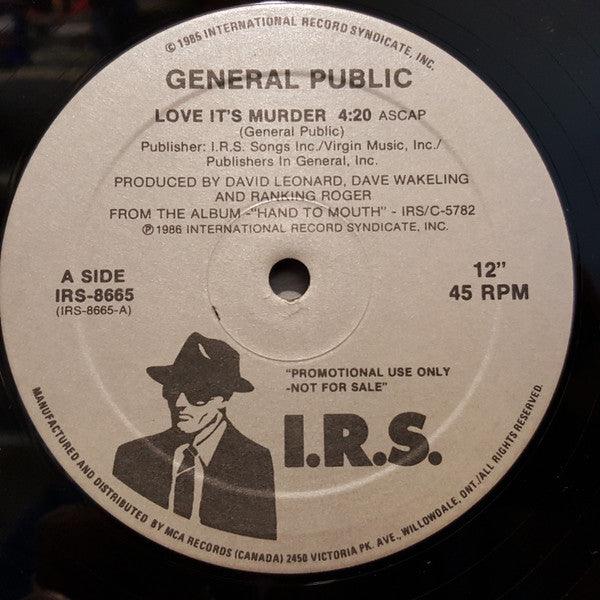 © 1986 INTERNATIONAL RECORD SYNDICATE, INC.
GENERAL PUBLIC
LOVE IT'S MURDER 4:20 ASCAP
(General Public)
Publisher: I.R.S. Songs Inc./Virgin Music, Inc./
Publishers In General, Inc.
PRODUCED BY DAVID LEONARD, DAVE WAKELING
AND RANKING ROGER
FROM THE ALBUM -"HAND TO MOUTH" - IRS/C-5782
℗ 1986 INTERNATIONAL RECORD SYNDICATE, INC.
A SIDE
IRS-8665
(IRS-8665-A)
12"
45 RPM
"PROMOTIONAL USE ONLY
-NOT FOR SALE"
I.R.S.
MANUFACTURED AND DISTRIBUTED BY MCA RECORDS (CANADA) 2450 VICTORIA PK. AVE., WILLOWDALE, ONT./ALL RIGHTS RESERVED.